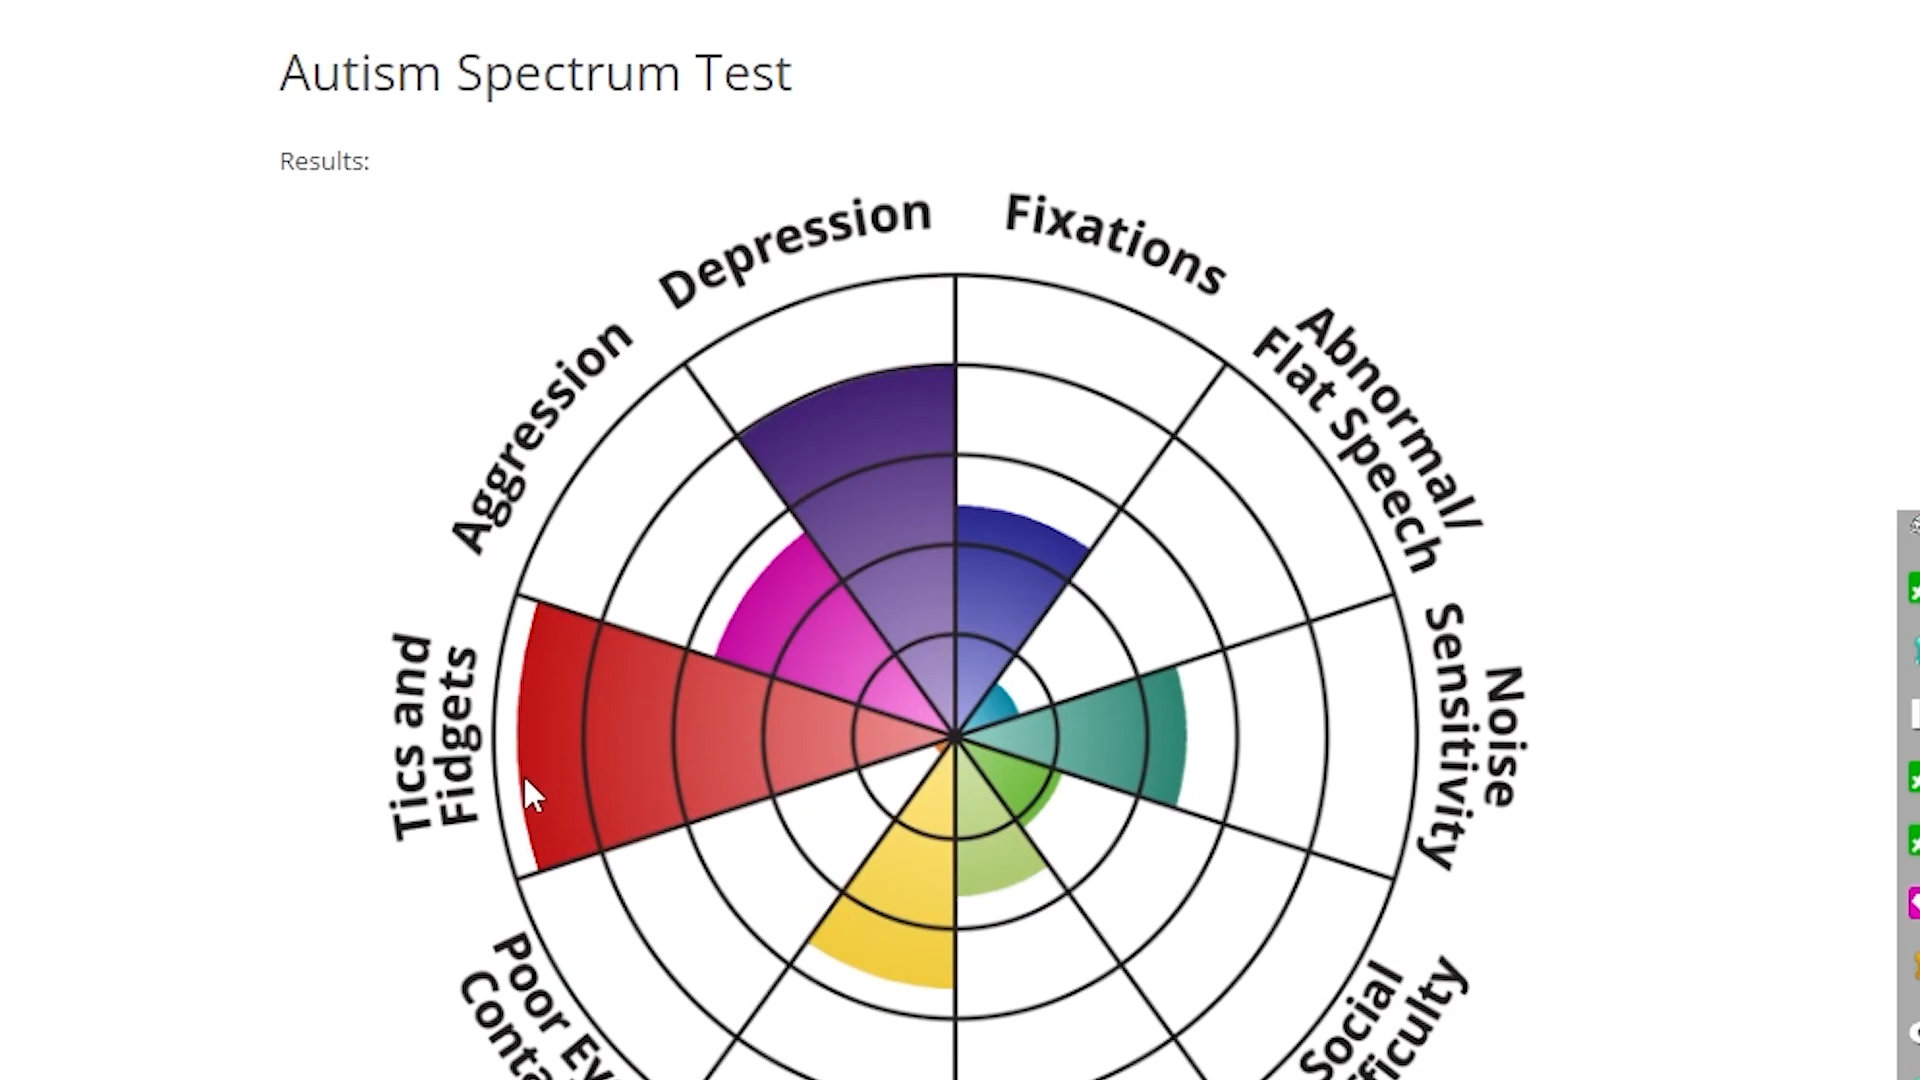 Autism Spectrum Test
Results:
Depression
Fixations
Aggression
Abnormal/
Flat Speech
Tics and
Fidgets
Noise
Sensitivity
Poor
Social